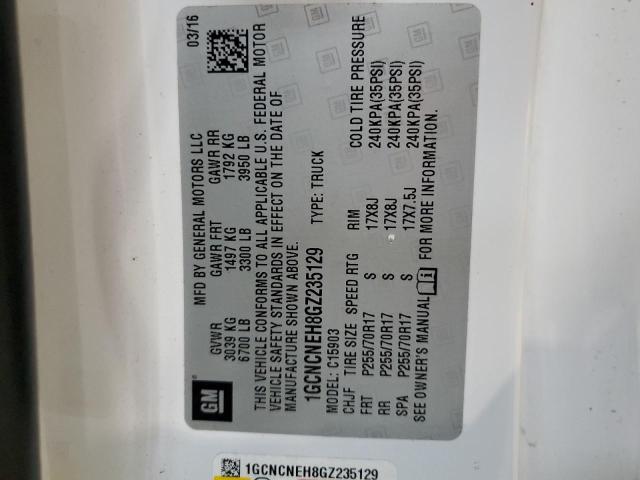 GM
MFD BY GENERAL MOTORS LLC 03/16
GVWR GAWR FRT GAWR RR
3039 KG 1497 KG 1792 KG
6700 LB 3300 LB 3950 LB
THIS VEHICLE CONFORMS TO ALL APPLICABLE U.S. FEDERAL MOTOR
VEHICLE SAFETY STANDARDS IN EFFECT ON THE DATE OF
MANUFACTURE SHOWN ABOVE.
1GCNCNEH8GZ235129 TYPE: TRUCK
MODEL: C15903
CHJF TIRE SIZE SPEED RTG RIM COLD TIRE PRESSURE
FRT P255/70R17 S 17X8J 240KPA(35PSI)
RR P255/70R17 S 17X8J 240KPA(35PSI)
SPA P255/70R17 S 17X7.5J 240KPA(35PSI)
SEE OWNER'S MANUAL FOR MORE INFORMATION.
1GCNCNEH8GZ235129